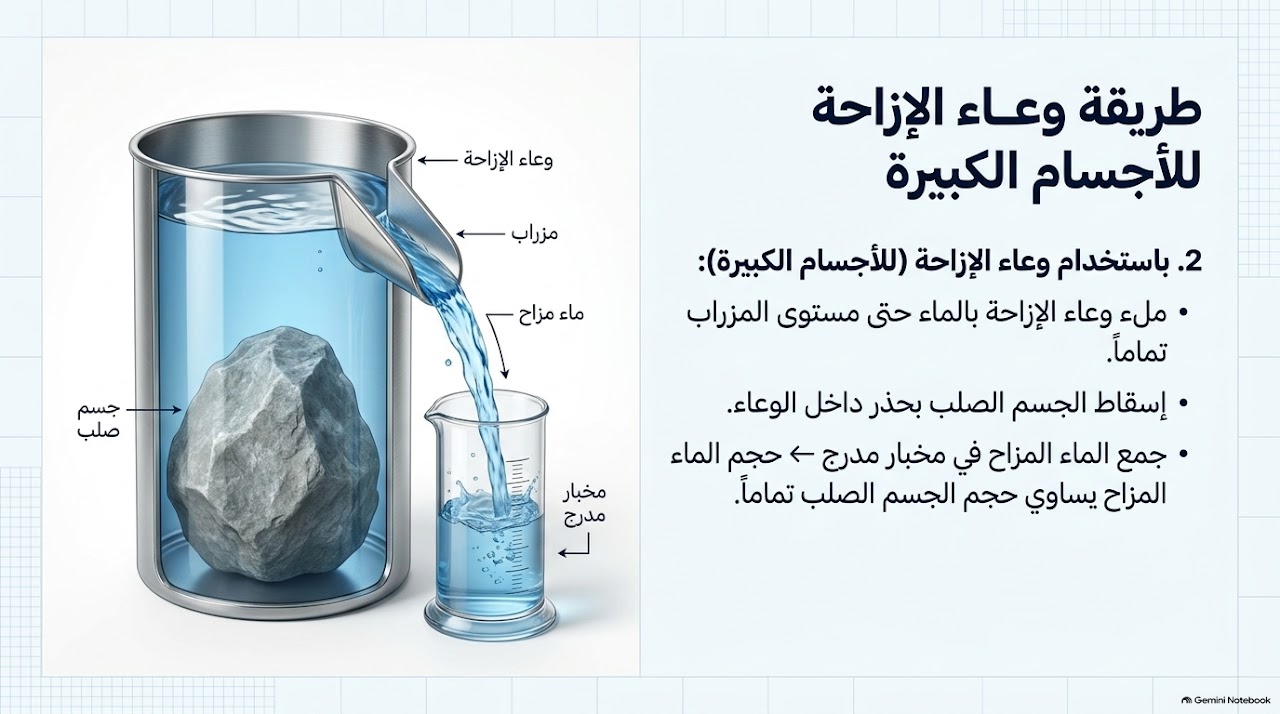 طريقة وعـاء الإزاحة
للأجسام الكبيرة
2. باستخدام وعاء الإزاحة (للأجسام الكبيرة):
• ملء وعاء الإزاحة بالماء حتى مستوى المزراب
تماماً.
• إسقاط الجسم الصلب بحذر داخل الوعاء.
• جمع الماء المزاح في مخبار مدرج ← حجم الماء
المزاح يساوي حجم الجسم الصلب تماماً.
وعاء الإزاحة
مزراب
ماء مزاح
جسم
صلب
مخبار
مدرج
Gemini Notebook